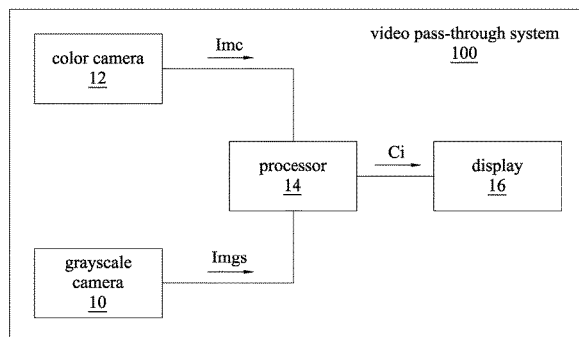 Imc
video pass-through system
100
color camera
12
Ci
processor
14
display
16
Imgs
grayscale
camera
10